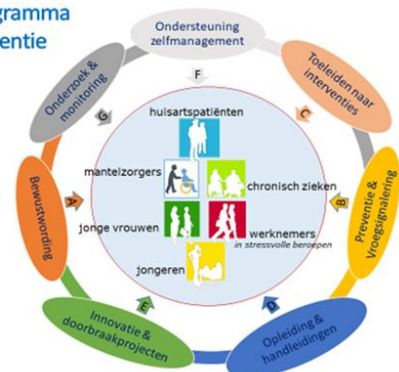 gramma
entie
Ondersteuning
zelfmanagement
Toeleiden naar
interventies
Preventie &
Vroegsignalering
Opleiding &
handleidingen
Innovatie &
doorbraakprojecten
Bewustwording
Onderzoek &
monitoring
F
C
B
D
E
A
G
huisartspatiënten
mantelzorgers
chronisch zieken
jonge vrouwen
werknemers
in stressvolle beroepen
jongeren